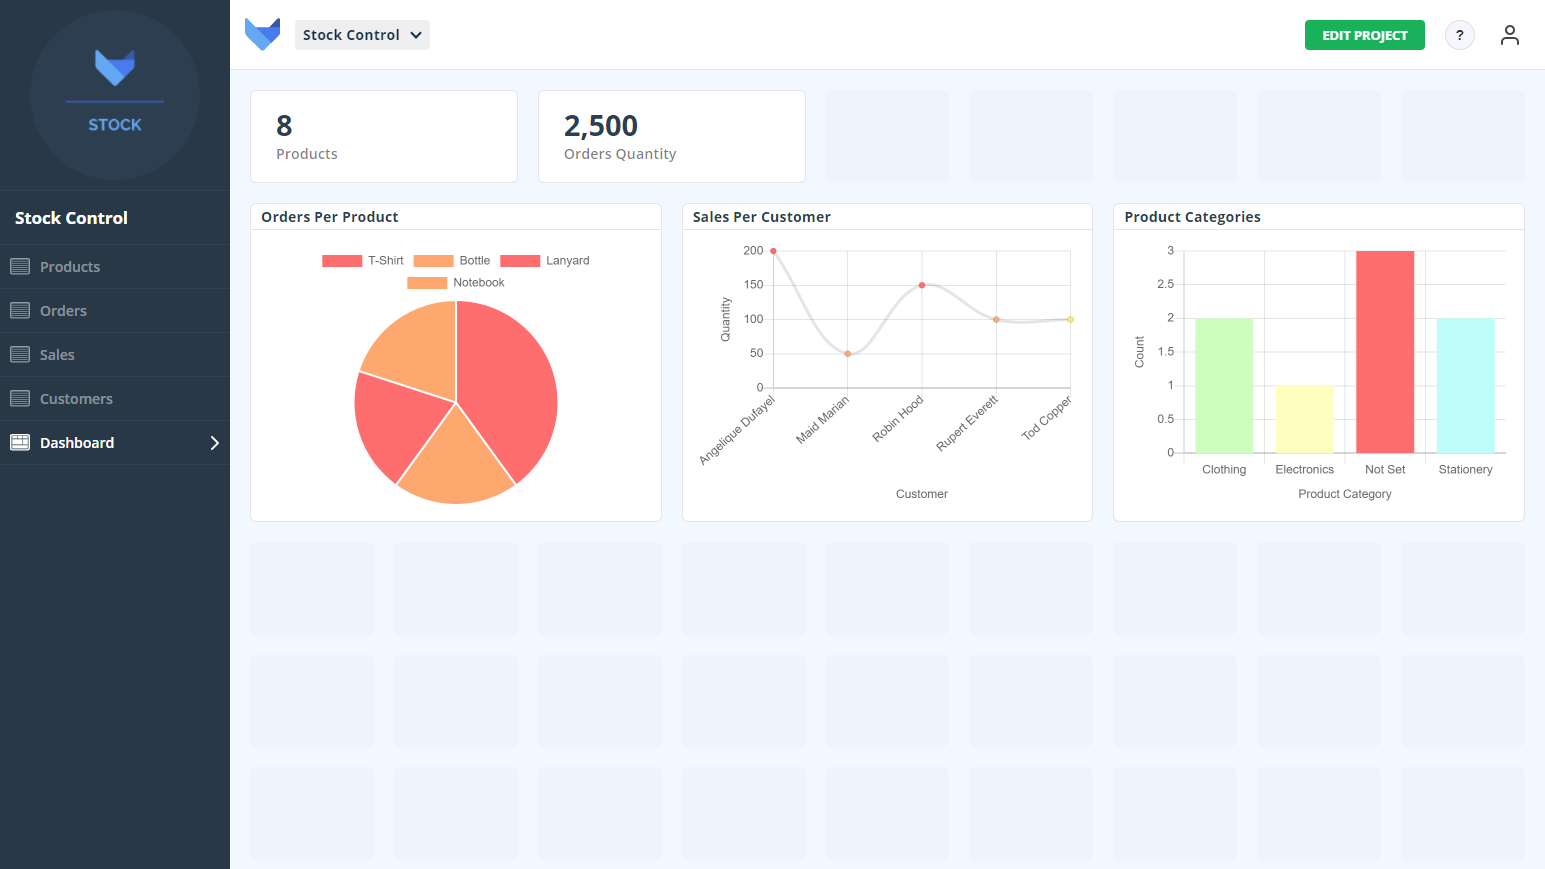 STOCK
Stock Control
Products
Orders
Sales
Customers
Dashboard
Stock Control
EDIT PROJECT
?
8
Products
2,500
Orders Quantity
Orders Per Product
T-Shirt
Bottle
Lanyard
Notebook
Sales Per Customer
200
150
100
50
0
Quantity
Angelique Dufayel
Maid Marian
Robin Hood
Rupert Everett
Tod Copper
Customer
Product Categories
3
2.5
2
1.5
1
0.5
0
Count
Clothing
Electronics
Not Set
Stationery
Product Category